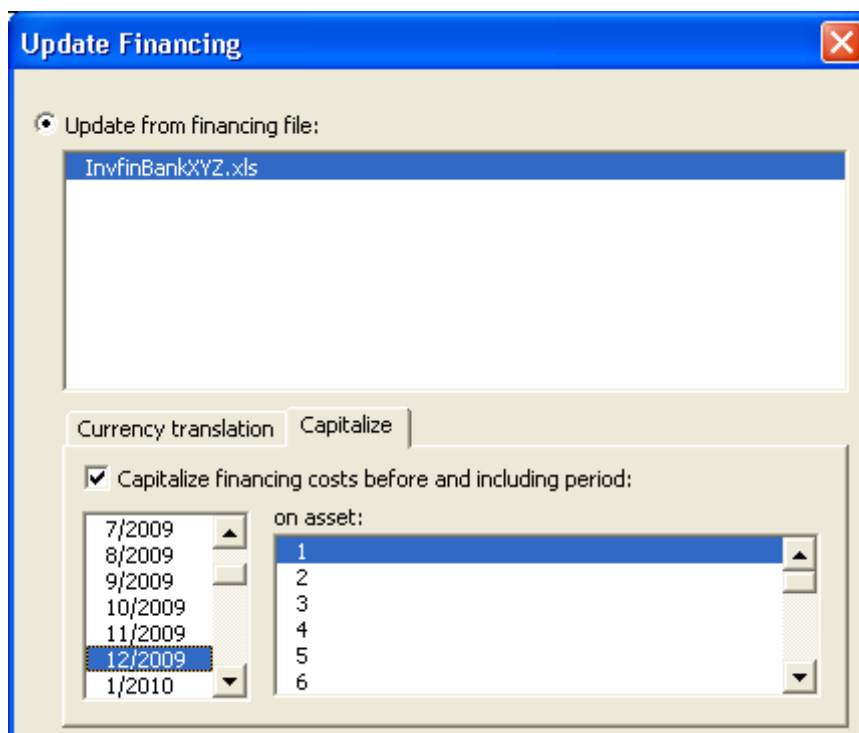 Update Financing
Update from financing file:
InvfinBankXYZ.xls
Currency translation
Capitalize
Capitalize financing costs before and including period:
7/2009
8/2009
9/2009
10/2009
11/2009
12/2009
1/2010
on asset:
1
2
3
4
5
6